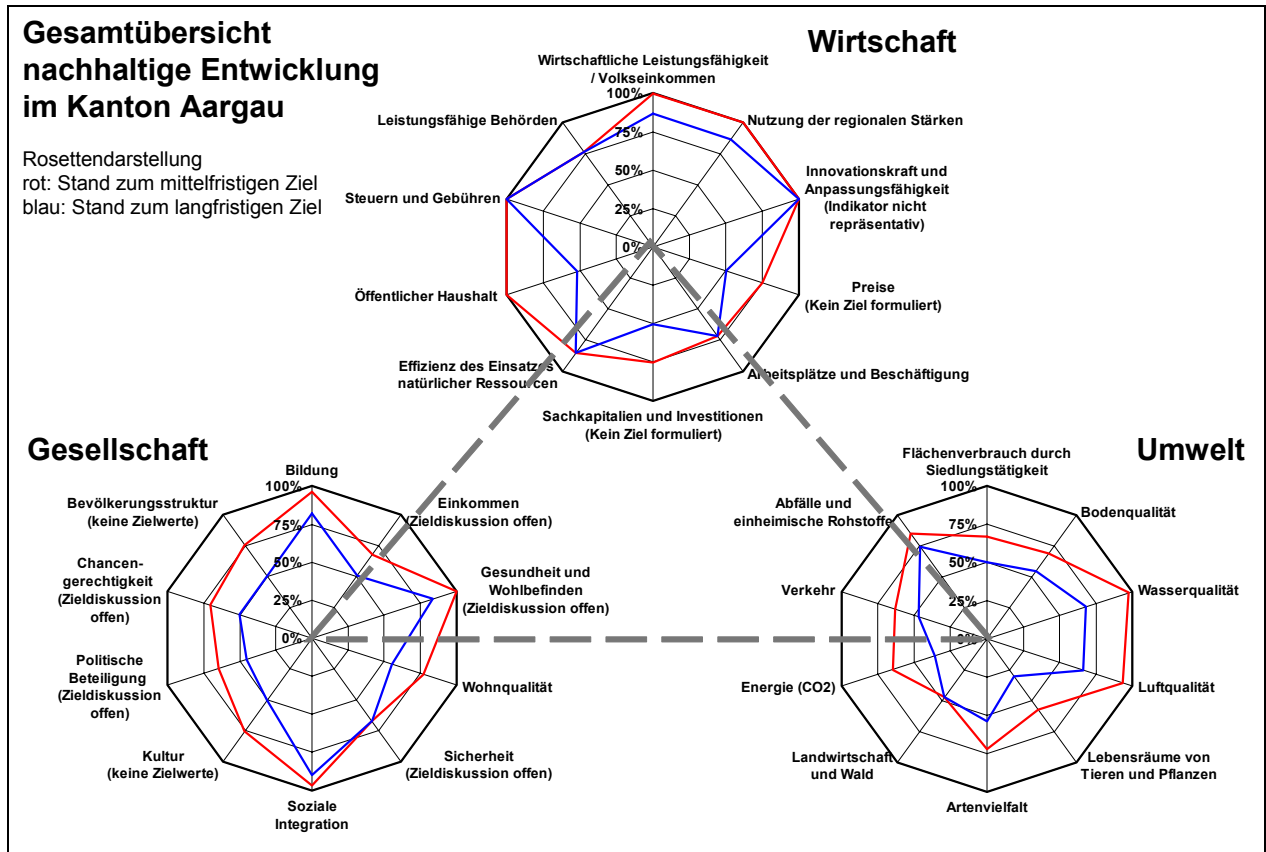 Gesamtübersicht
nachhaltige Entwicklung
im Kanton Aargau
Rosettendarstellung
rot: Stand zum mittelfristigen Ziel
blau: Stand zum langfristigen Ziel
Wirtschaft
Wirtschaftliche Leistungsfähigkeit
/ Volkseinkommen
100%
75%
50%
25%
0%
Nutzung der regionalen Stärken
Innovationskraft und
Anpassungsfähigkeit
(Indikator nicht
repräsentativ)
Preise
(Kein Ziel formuliert)
Arbeitsplätze und Beschäftigung
Sachkapitalien und Investitionen
(Kein Ziel formuliert)
Effizienz des Einsatzes
natürlicher Ressourcen
Öffentlicher Haushalt
Steuern und Gebühren
Leistungsfähige Behörden
Gesellschaft
Bildung
100%
75%
50%
25%
0%
Einkommen
(Zieldiskussion offen)
Gesundheit und
Wohlbefinden
(Zieldiskussion offen)
Wohnqualität
Sicherheit
(Zieldiskussion offen)
Soziale
Integration
Kultur
(keine Zielwerte)
Politische
Beteiligung
(Zieldiskussion
offen)
Chancen-
gerechtigkeit
(Zieldiskussion
offen)
Bevölkerungsstruktur
(keine Zielwerte)
Umwelt
Flächenverbrauch durch
Siedlungstätigkeit
100%
75%
50%
25%
0%
Bodenqualität
Wasserqualität
Luftqualität
Lebensräume von
Tieren und Pflanzen
Artenvielfalt
Landwirtschaft
und Wald
Energie (CO2)
Verkehr
Abfälle und
einheimische Rohstoffe